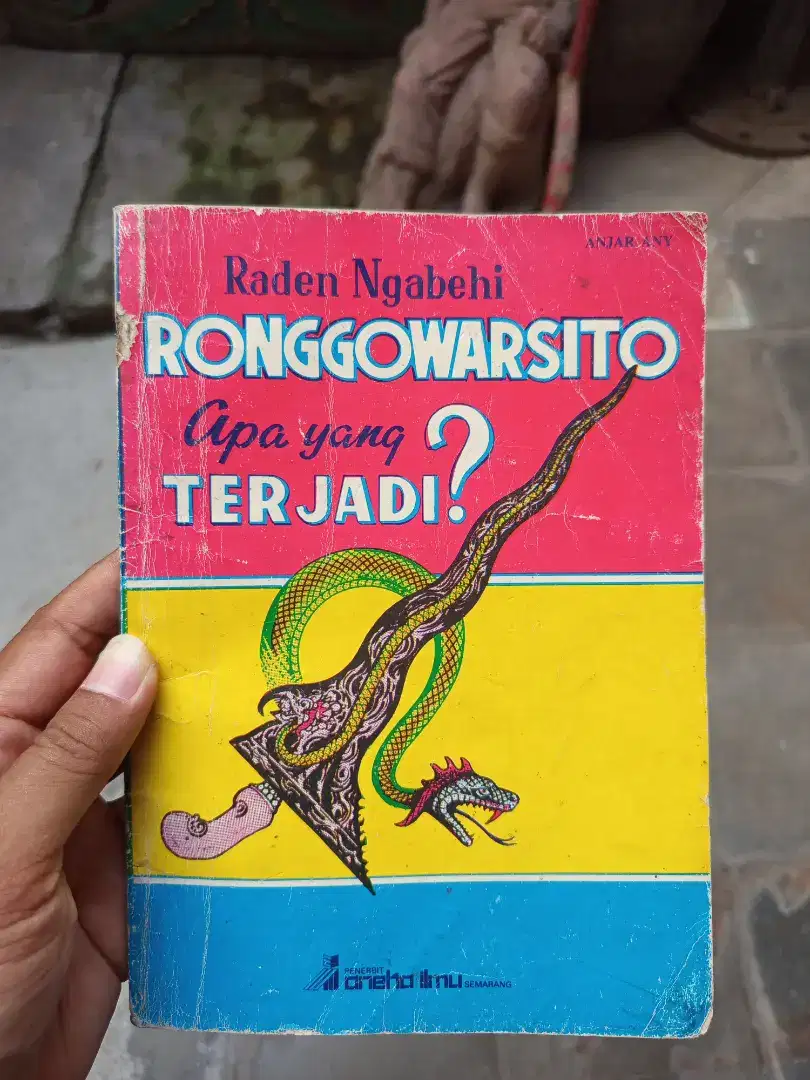 ANJAR ANY
Raden Ngabehi
RONGGOWARSITO
apa yang
TERJADI?
PENERBIT
aneka ilmu SEMARANG